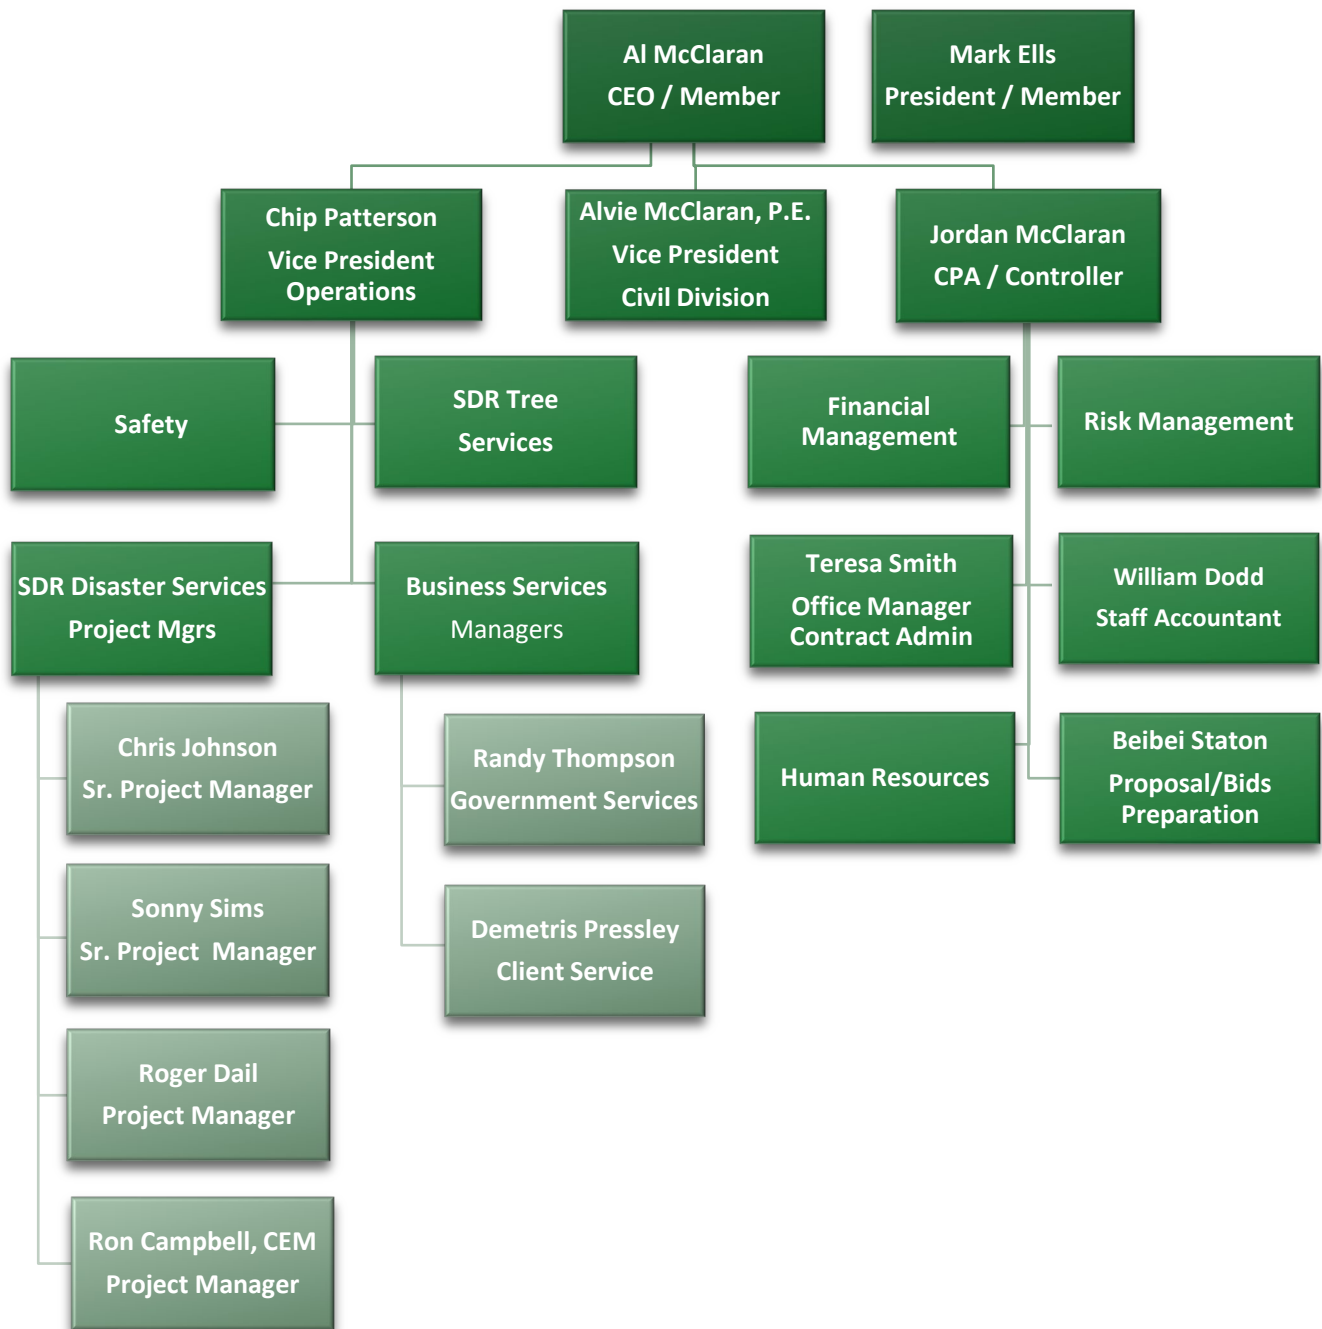 Al McClaran
CEO / Member
Mark Ells
President / Member
Chip Patterson
Vice President
Operations
Alvie McClaran, P.E.
Vice President
Civil Division
Jordan McClaran
CPA / Controller
Safety
SDR Tree
Services
Financial
Management
Risk Management
SDR Disaster Services
Project Mgrs
Business Services
Managers
Teresa Smith
Office Manager
Contract Admin
William Dodd
Staff Accountant
Chris Johnson
Sr. Project Manager
Randy Thompson
Government Services
Human Resources
Beibei Staton
Proposal/Bids
Preparation
Sonny Sims
Sr. Project  Manager
Demetris Pressley
Client Service
Roger Dail
Project Manager
Ron Campbell, CEM
Project Manager